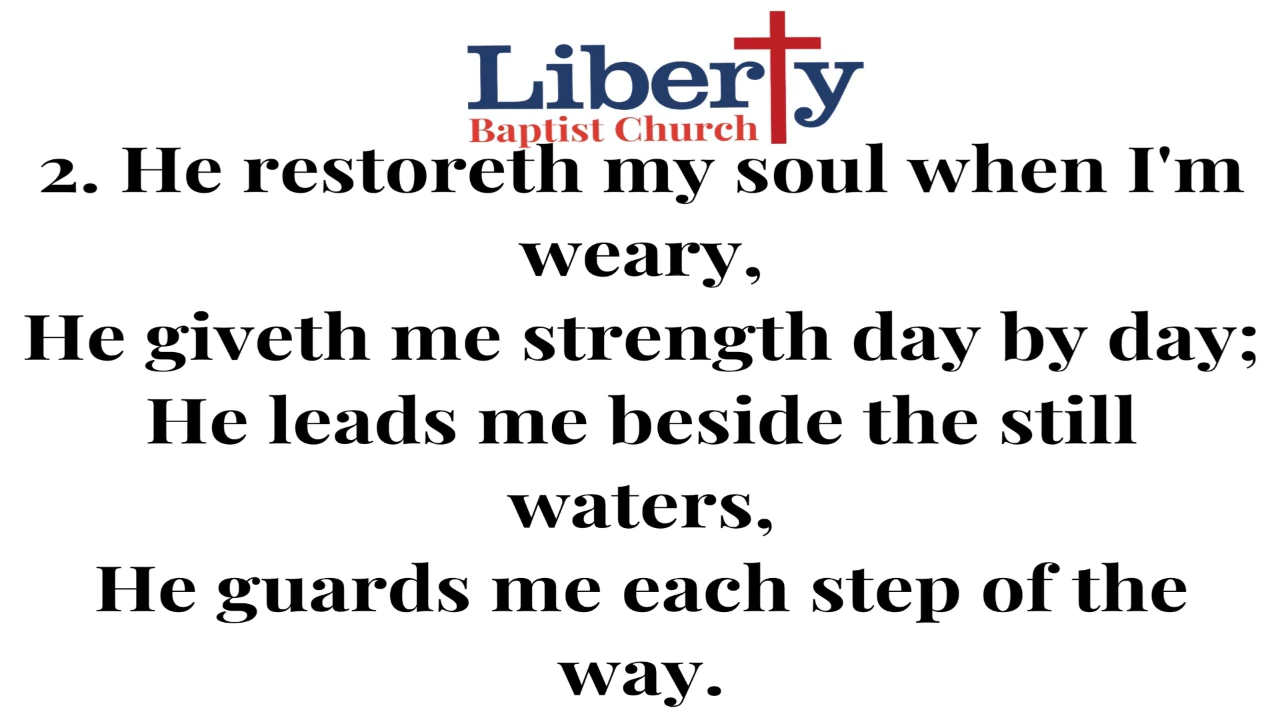 Liberty
Baptist Church
2. He restoreth my soul when I'm
weary,
He giveth me strength day by day;
He leads me beside the still
waters,
He guards me each step of the
way.